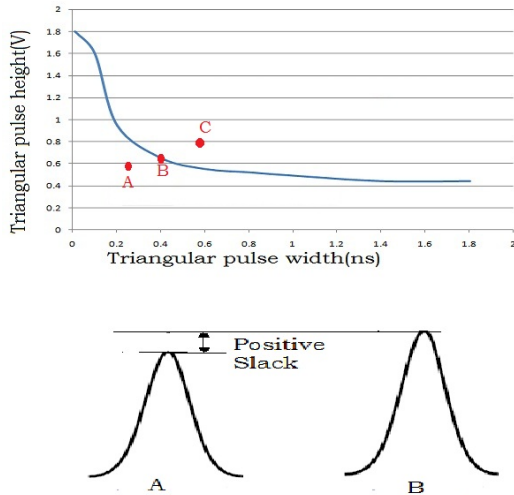 Triangular pulse height(V)
2
1.8
1.6
1.4
1.2
1
0.8
0.6
0.4
0.2
0
C
B
A
0 0.2 0.4 0.6 0.8 1 1.2 1.4 1.6 1.8 2
Triangular pulse width(ns)
Positive
Slack
A B